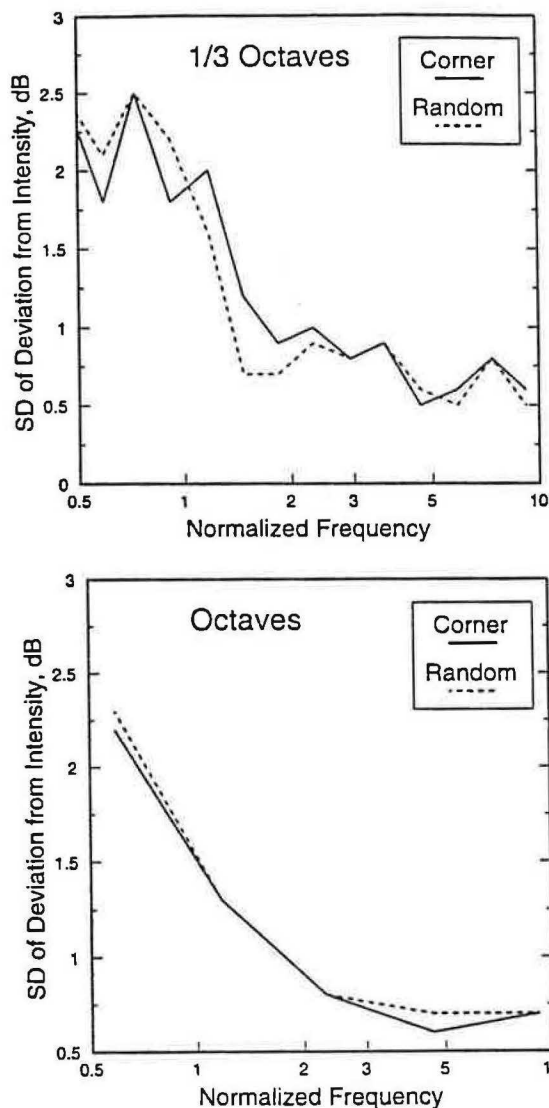 3
1/3 Octaves
Corner
Random
2.5
2
1.5
1
0.5
0
SD of Deviation from Intensity, dB
0.5 1 2 3 5 10
Normalized Frequency
3
Octaves
Corner
Random
2.5
2
1.5
1
0.5
SD of Deviation from Intensity, dB
0.5 1 2 3 5 1
Normalized Frequency